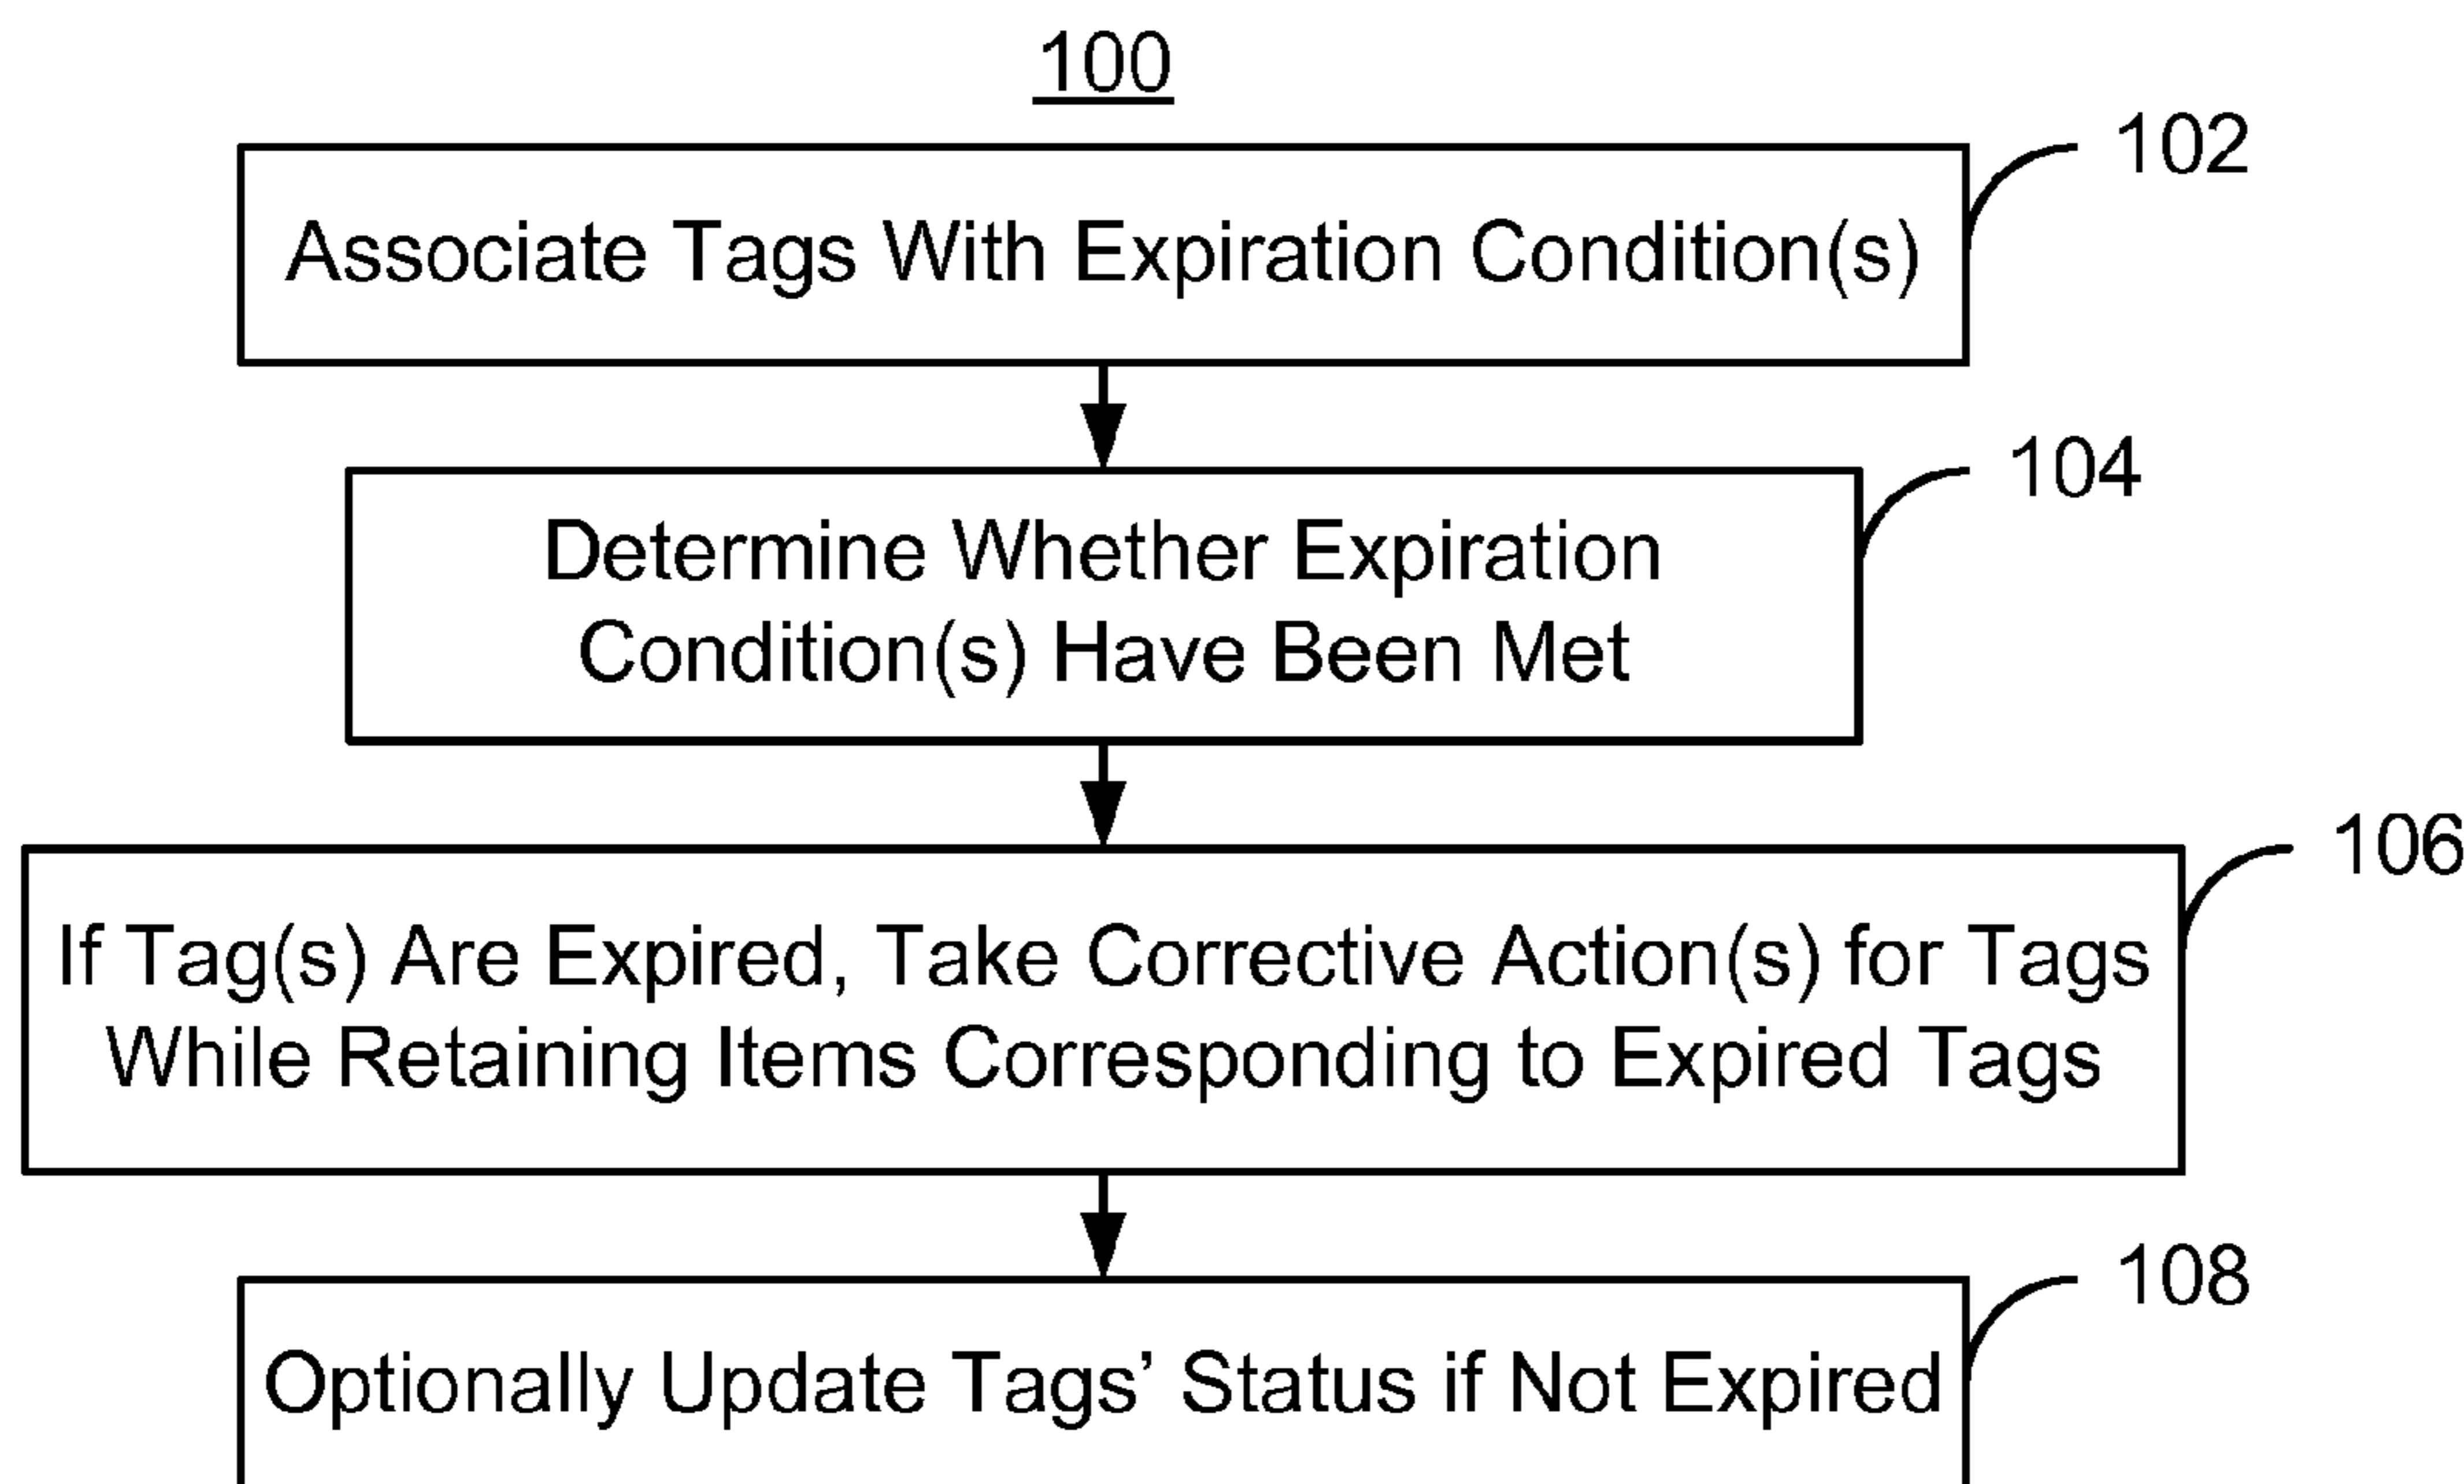 100
102
Associate Tags With Expiration Condition(s)
104
Determine Whether Expiration
Condition(s) Have Been Met
106
If Tag(s) Are Expired, Take Corrective Action(s) for Tags
While Retaining Items Corresponding to Expired Tags
108
Optionally Update Tags’ Status if Not Expired